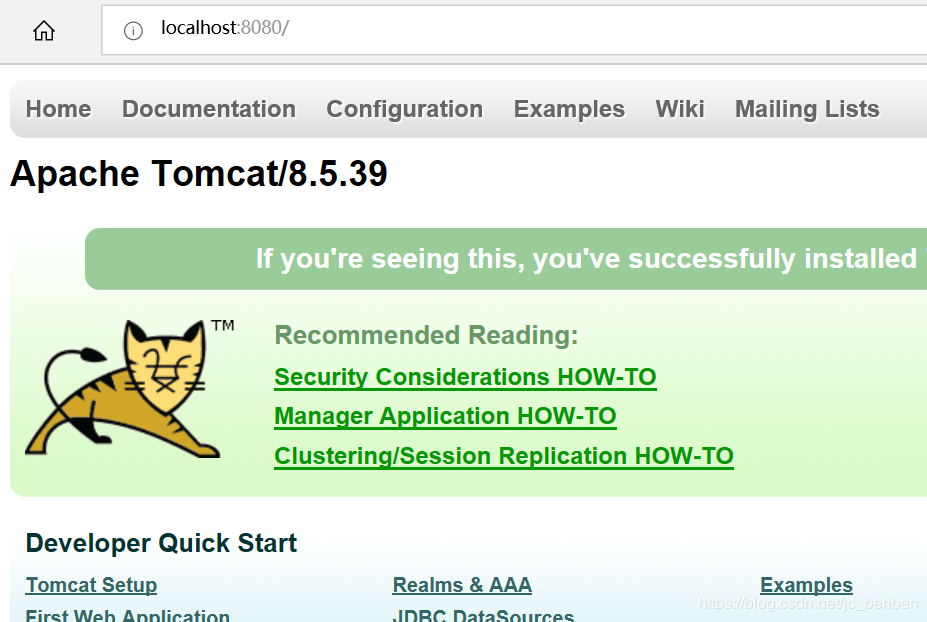 localhost:8080/
Home Documentation Configuration Examples Wiki Mailing Lists
Apache Tomcat/8.5.39
If you're seeing this, you've successfully installed
TM
Recommended Reading:
Security Considerations HOW-TO
Manager Application HOW-TO
Clustering/Session Replication HOW-TO
Developer Quick Start
Tomcat Setup Realms & AAA Examples
First Web Application JDBC DataSources
https://blog.csdn.net/jc_benben